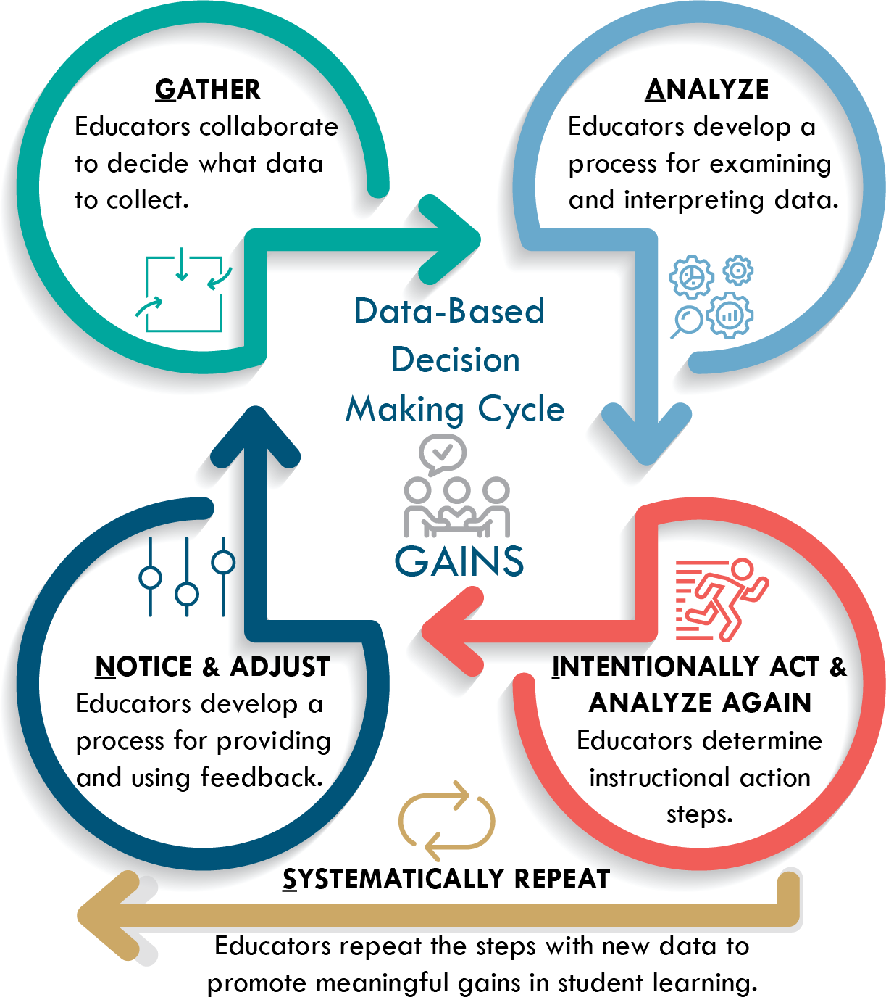 GATHER
Educators collaborate
to decide what data
to collect.
ANALYZE
Educators develop a
process for examining
and interpreting data.
Data-Based
Decision
Making Cycle
GAINS
INTENTIONALLY ACT &
ANALYZE AGAIN
Educators determine
instructional action
steps.
NOTICE & ADJUST
Educators develop a
process for providing
and using feedback.
SYSTEMATICALLY REPEAT
Educators repeat the steps with new data to
promote meaningful gains in student learning.